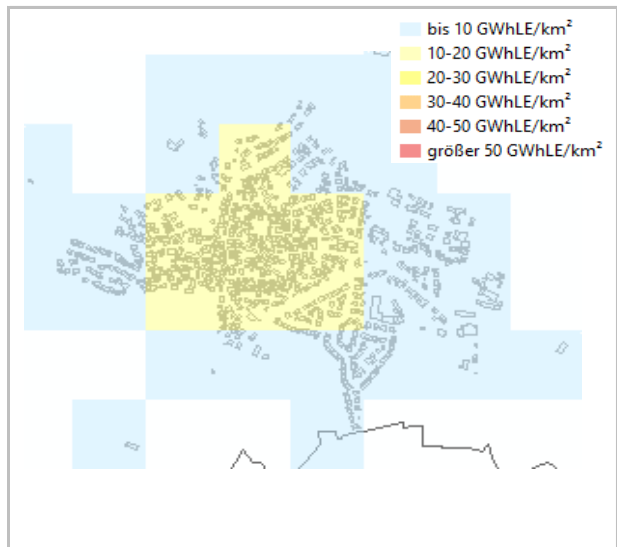 bis 10 GWhLE/km²
10-20 GWhLE/km²
20-30 GWhLE/km²
30-40 GWhLE/km²
40-50 GWhLE/km²
größer 50 GWhLE/km²